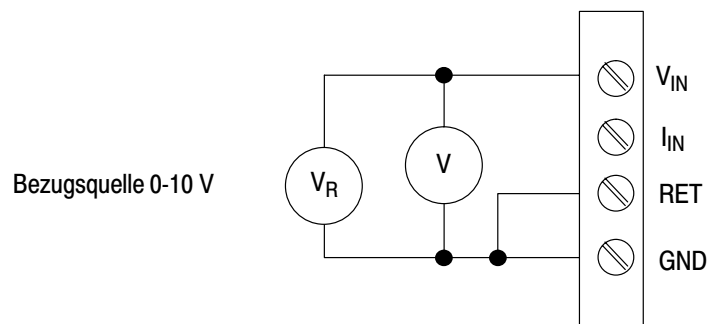 V_IN
I_IN
V
V_R
Bezugsquelle 0-10 V
RET
GND